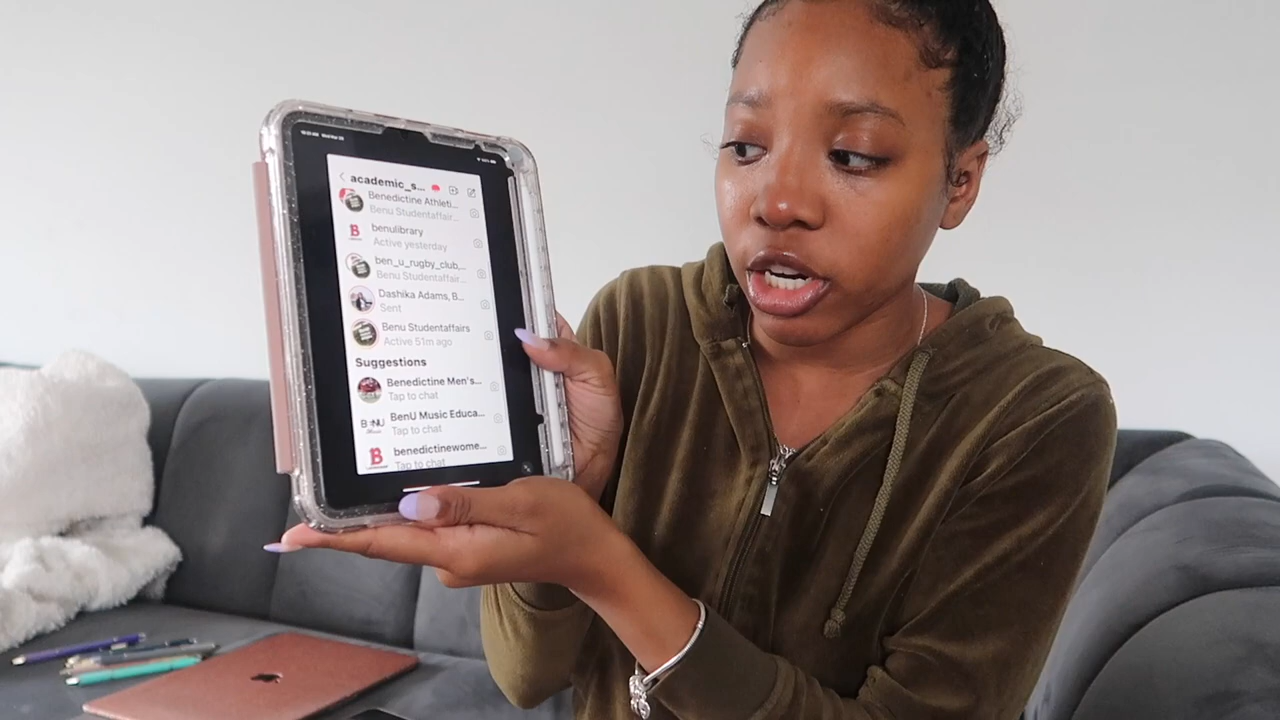 academic_s...
Benedictine Athleti...
Benu Studentaffair...
benulibrary
Active yesterday
ben_u_rugby_club,...
Benu Studentaffair...
Dashika Adams, B...
Sent
Benu Studentaffairs
Active 51m ago
Suggestions
Benedictine Men's...
Tap to chat
BenU Music Educa...
Tap to chat
benedictinewome...
Tap to chat